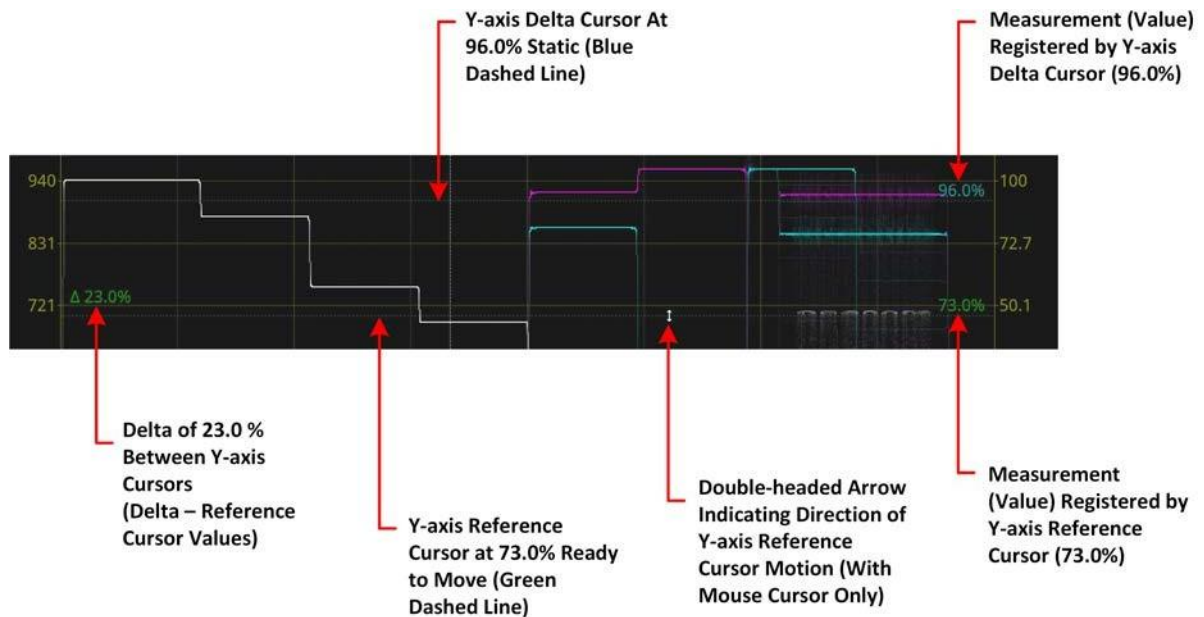 Y-axis Delta Cursor At
96.0% Static (Blue
Dashed Line)
Measurement (Value)
Registered by Y-axis
Delta Cursor (96.0%)
940
831
721
Δ 23.0%
96.0%
73.0%
100
72.7
50.1
Delta of 23.0 %
Between Y-axis
Cursors
(Delta – Reference
Cursor Values)
Y-axis Reference
Cursor at 73.0% Ready
to Move (Green
Dashed Line)
Double-headed Arrow
Indicating Direction of
Y-axis Reference
Cursor Motion (With
Mouse Cursor Only)
Measurement
(Value) Registered by
Y-axis Reference
Cursor (73.0%)